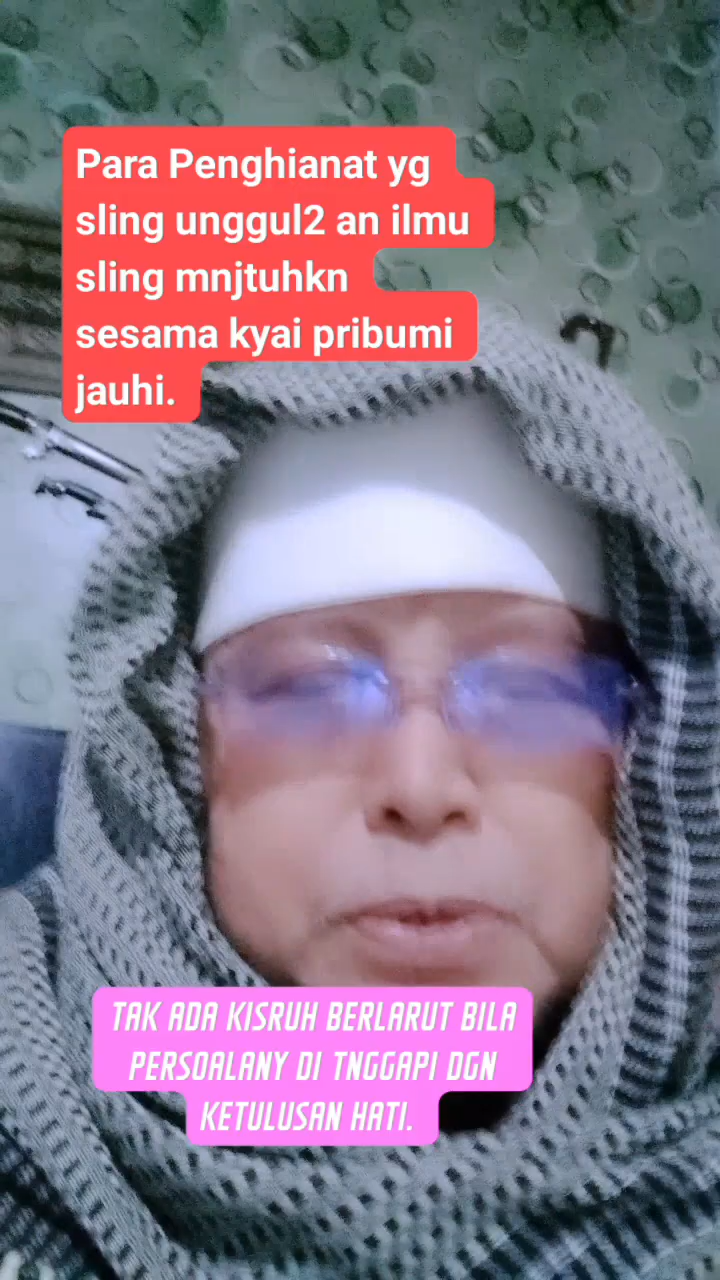 Para Penghianat yg
sling unggul2 an ilmu
sling mnjtuhkn
sesama kyai pribumi
jauhi.
TAK ADA KISRUH BERLARUT BILA
PERSOALANY DI TNGGAPI DGN
KETULUSAN HATI.